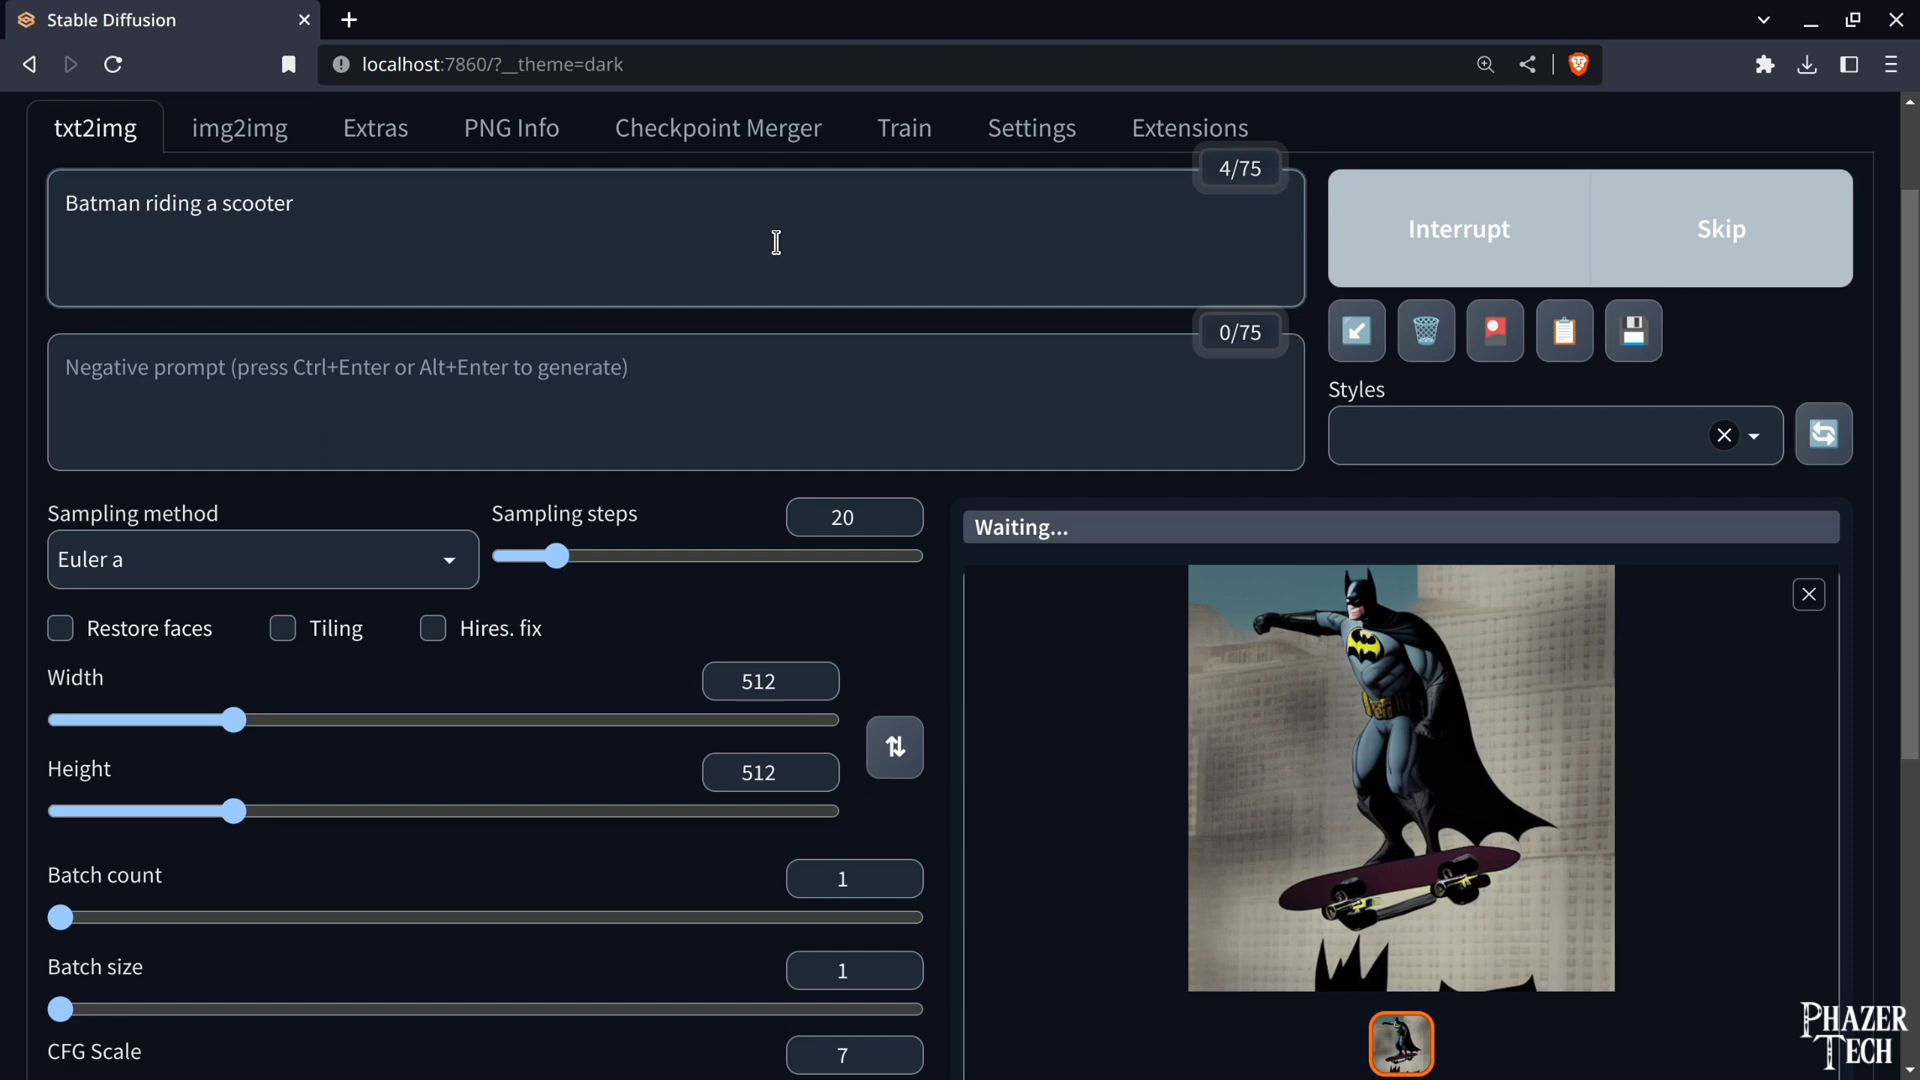 Stable Diffusion
localhost:7860/?__theme=dark
txt2img img2img Extras PNG Info Checkpoint Merger Train Settings Extensions
4/75
Batman riding a scooter
Interrupt Skip
0/75
Negative prompt (press Ctrl+Enter or Alt+Enter to generate)
Styles
Sampling method
Euler a
Sampling steps
20
Waiting...
Restore faces Tiling Hires. fix
Width
512
Height
512
Batch count
1
Batch size
1
CFG Scale
7
PHAZER
TECH